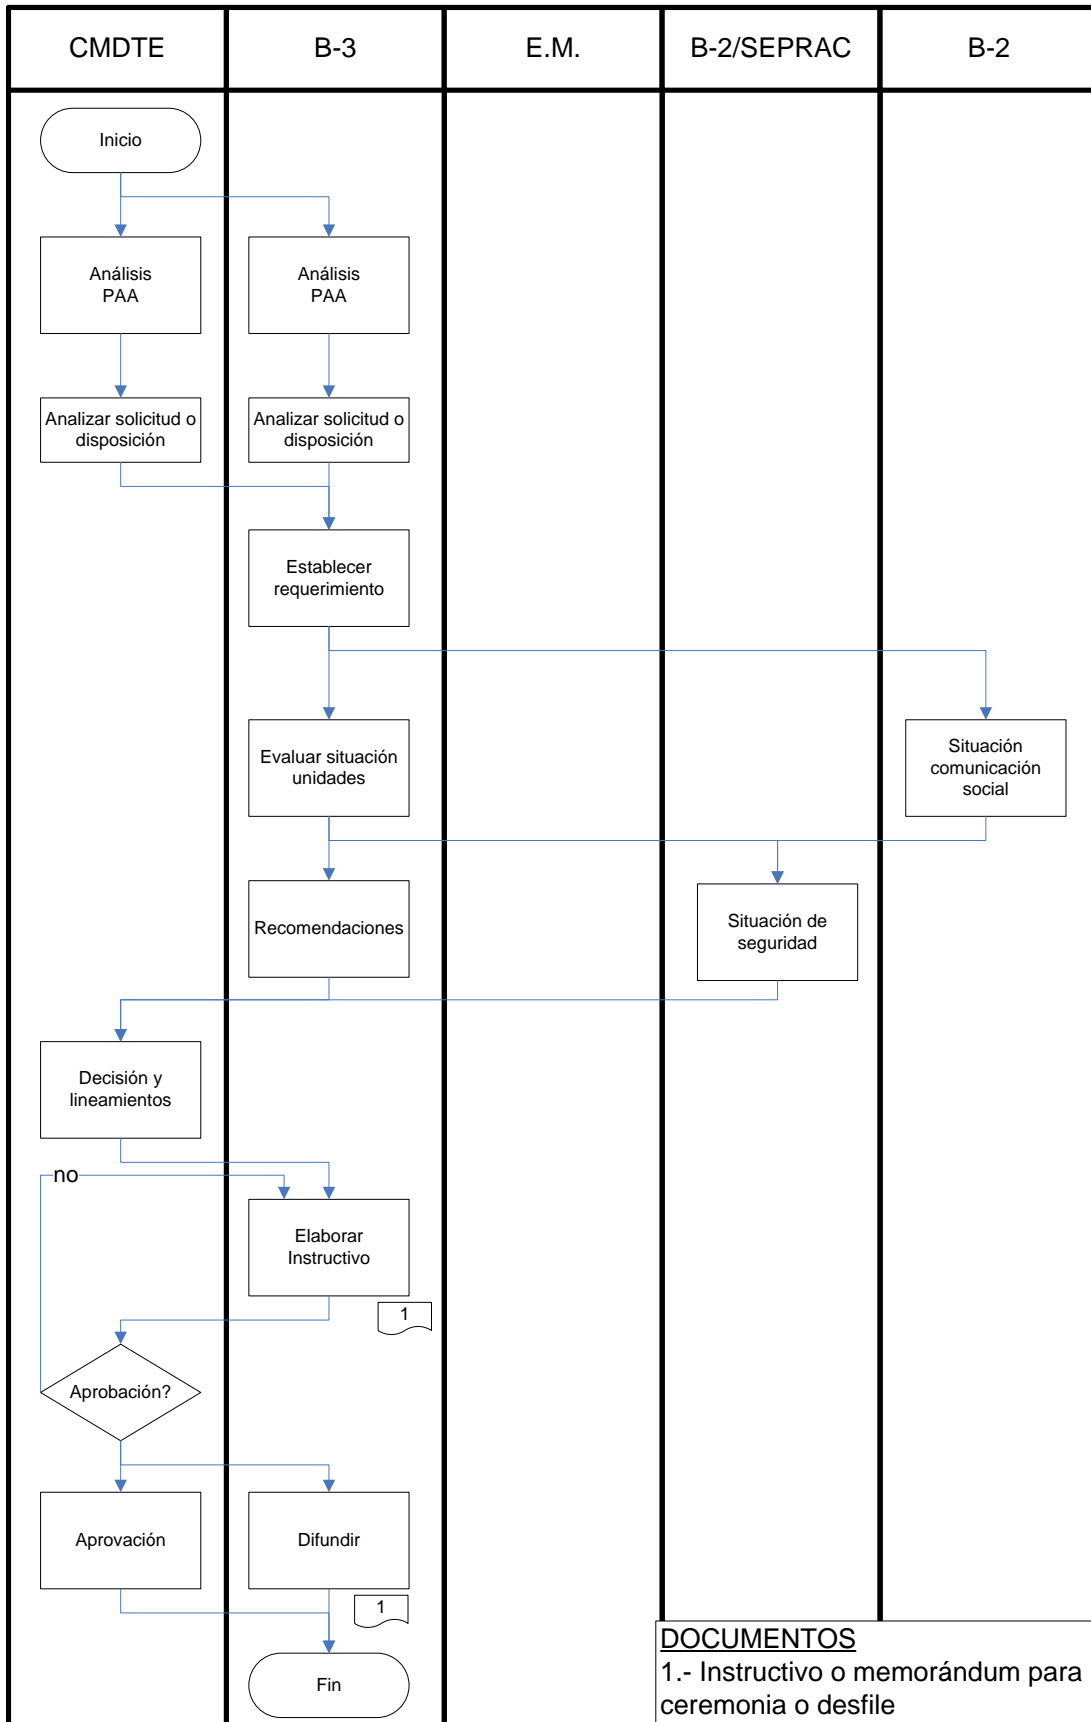 CMDTE
B-3
E.M.
B-2/SEPRAC
B-2
Inicio
Análisis
PAA
Análisis
PAA
Analizar solicitud o
disposición
Analizar solicitud o
disposición
Establecer
requerimiento
Evaluar situación
unidades
Situación
comunicación
social
Recomendaciones
Situación de
seguridad
Decisión y
lineamientos
no
Elaborar
Instructivo
1
Aprobación?
Aprovación
Difundir
1
Fin
DOCUMENTOS
1.- Instructivo o memorándum para
ceremonia o desfile